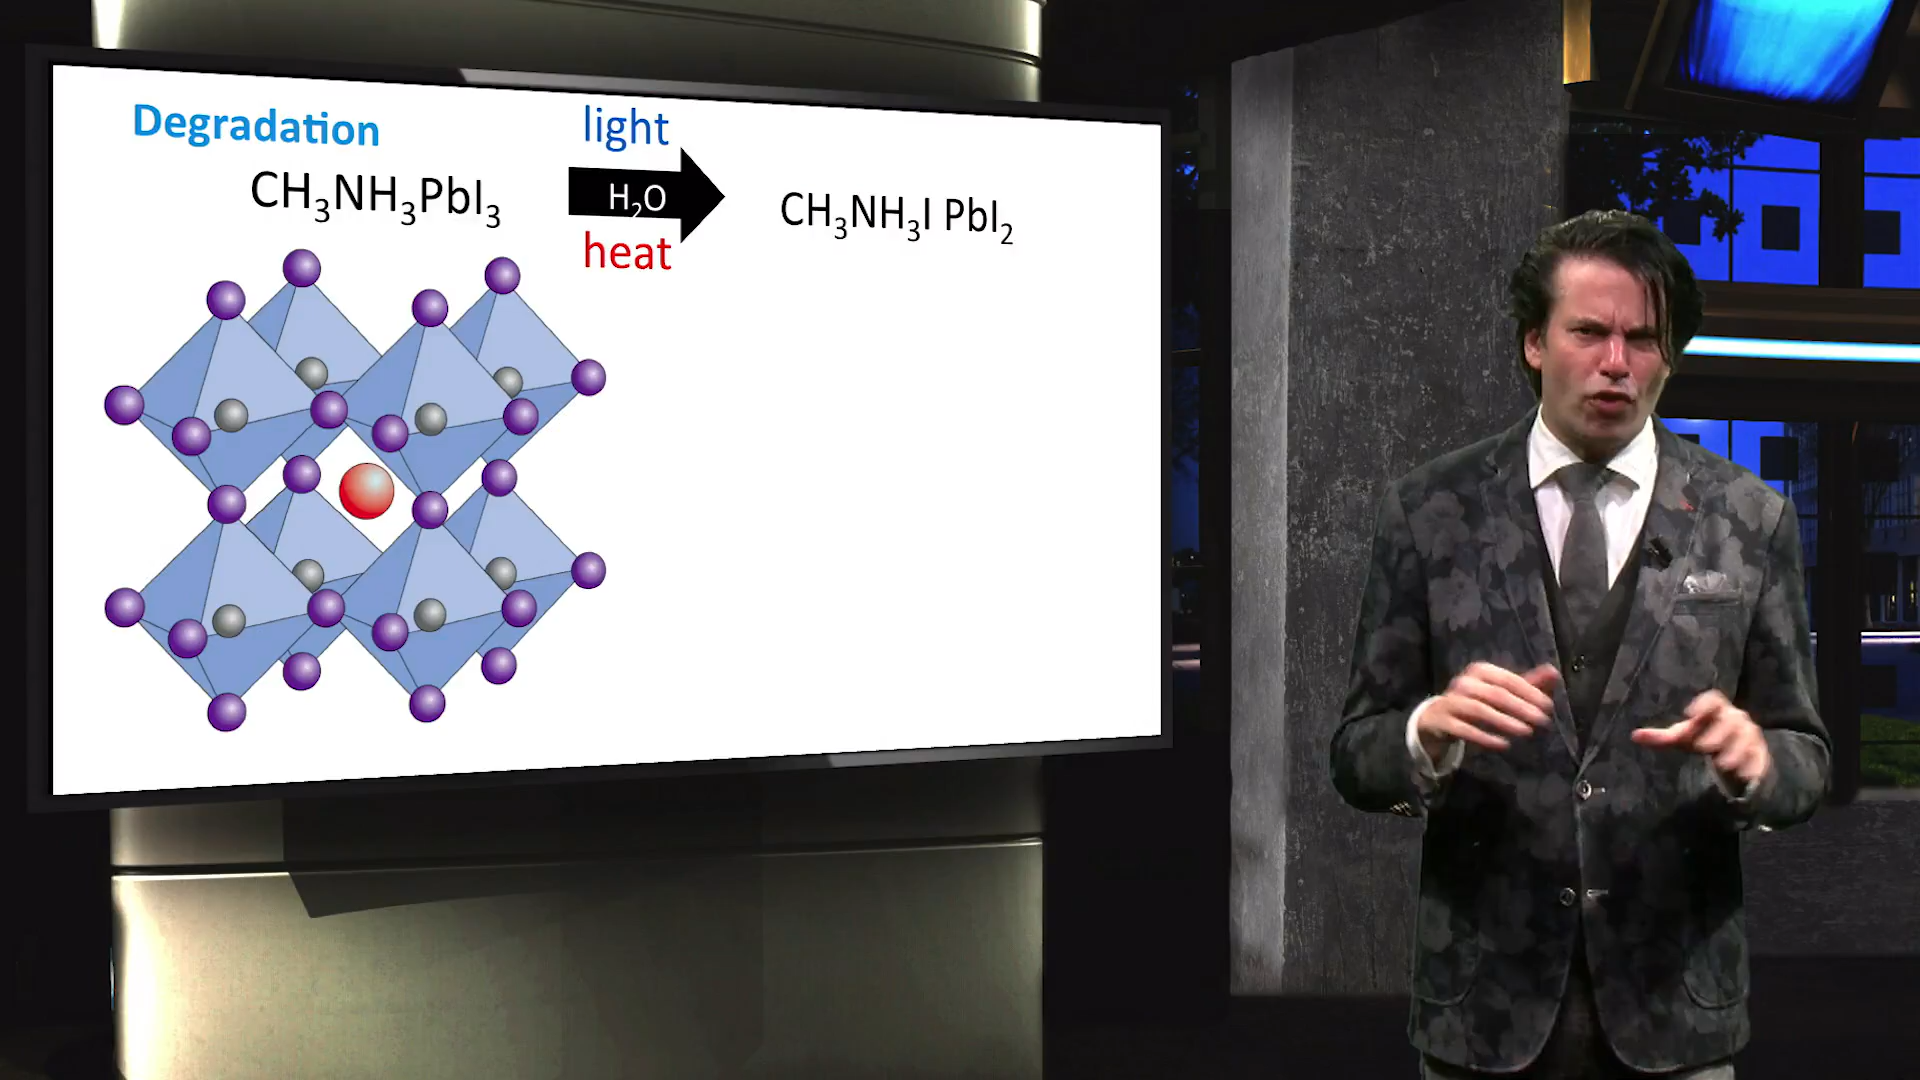 Degradation
light
CH₃NH₃PbI₃
H₂O
CH₃NH₃I PbI₂
heat